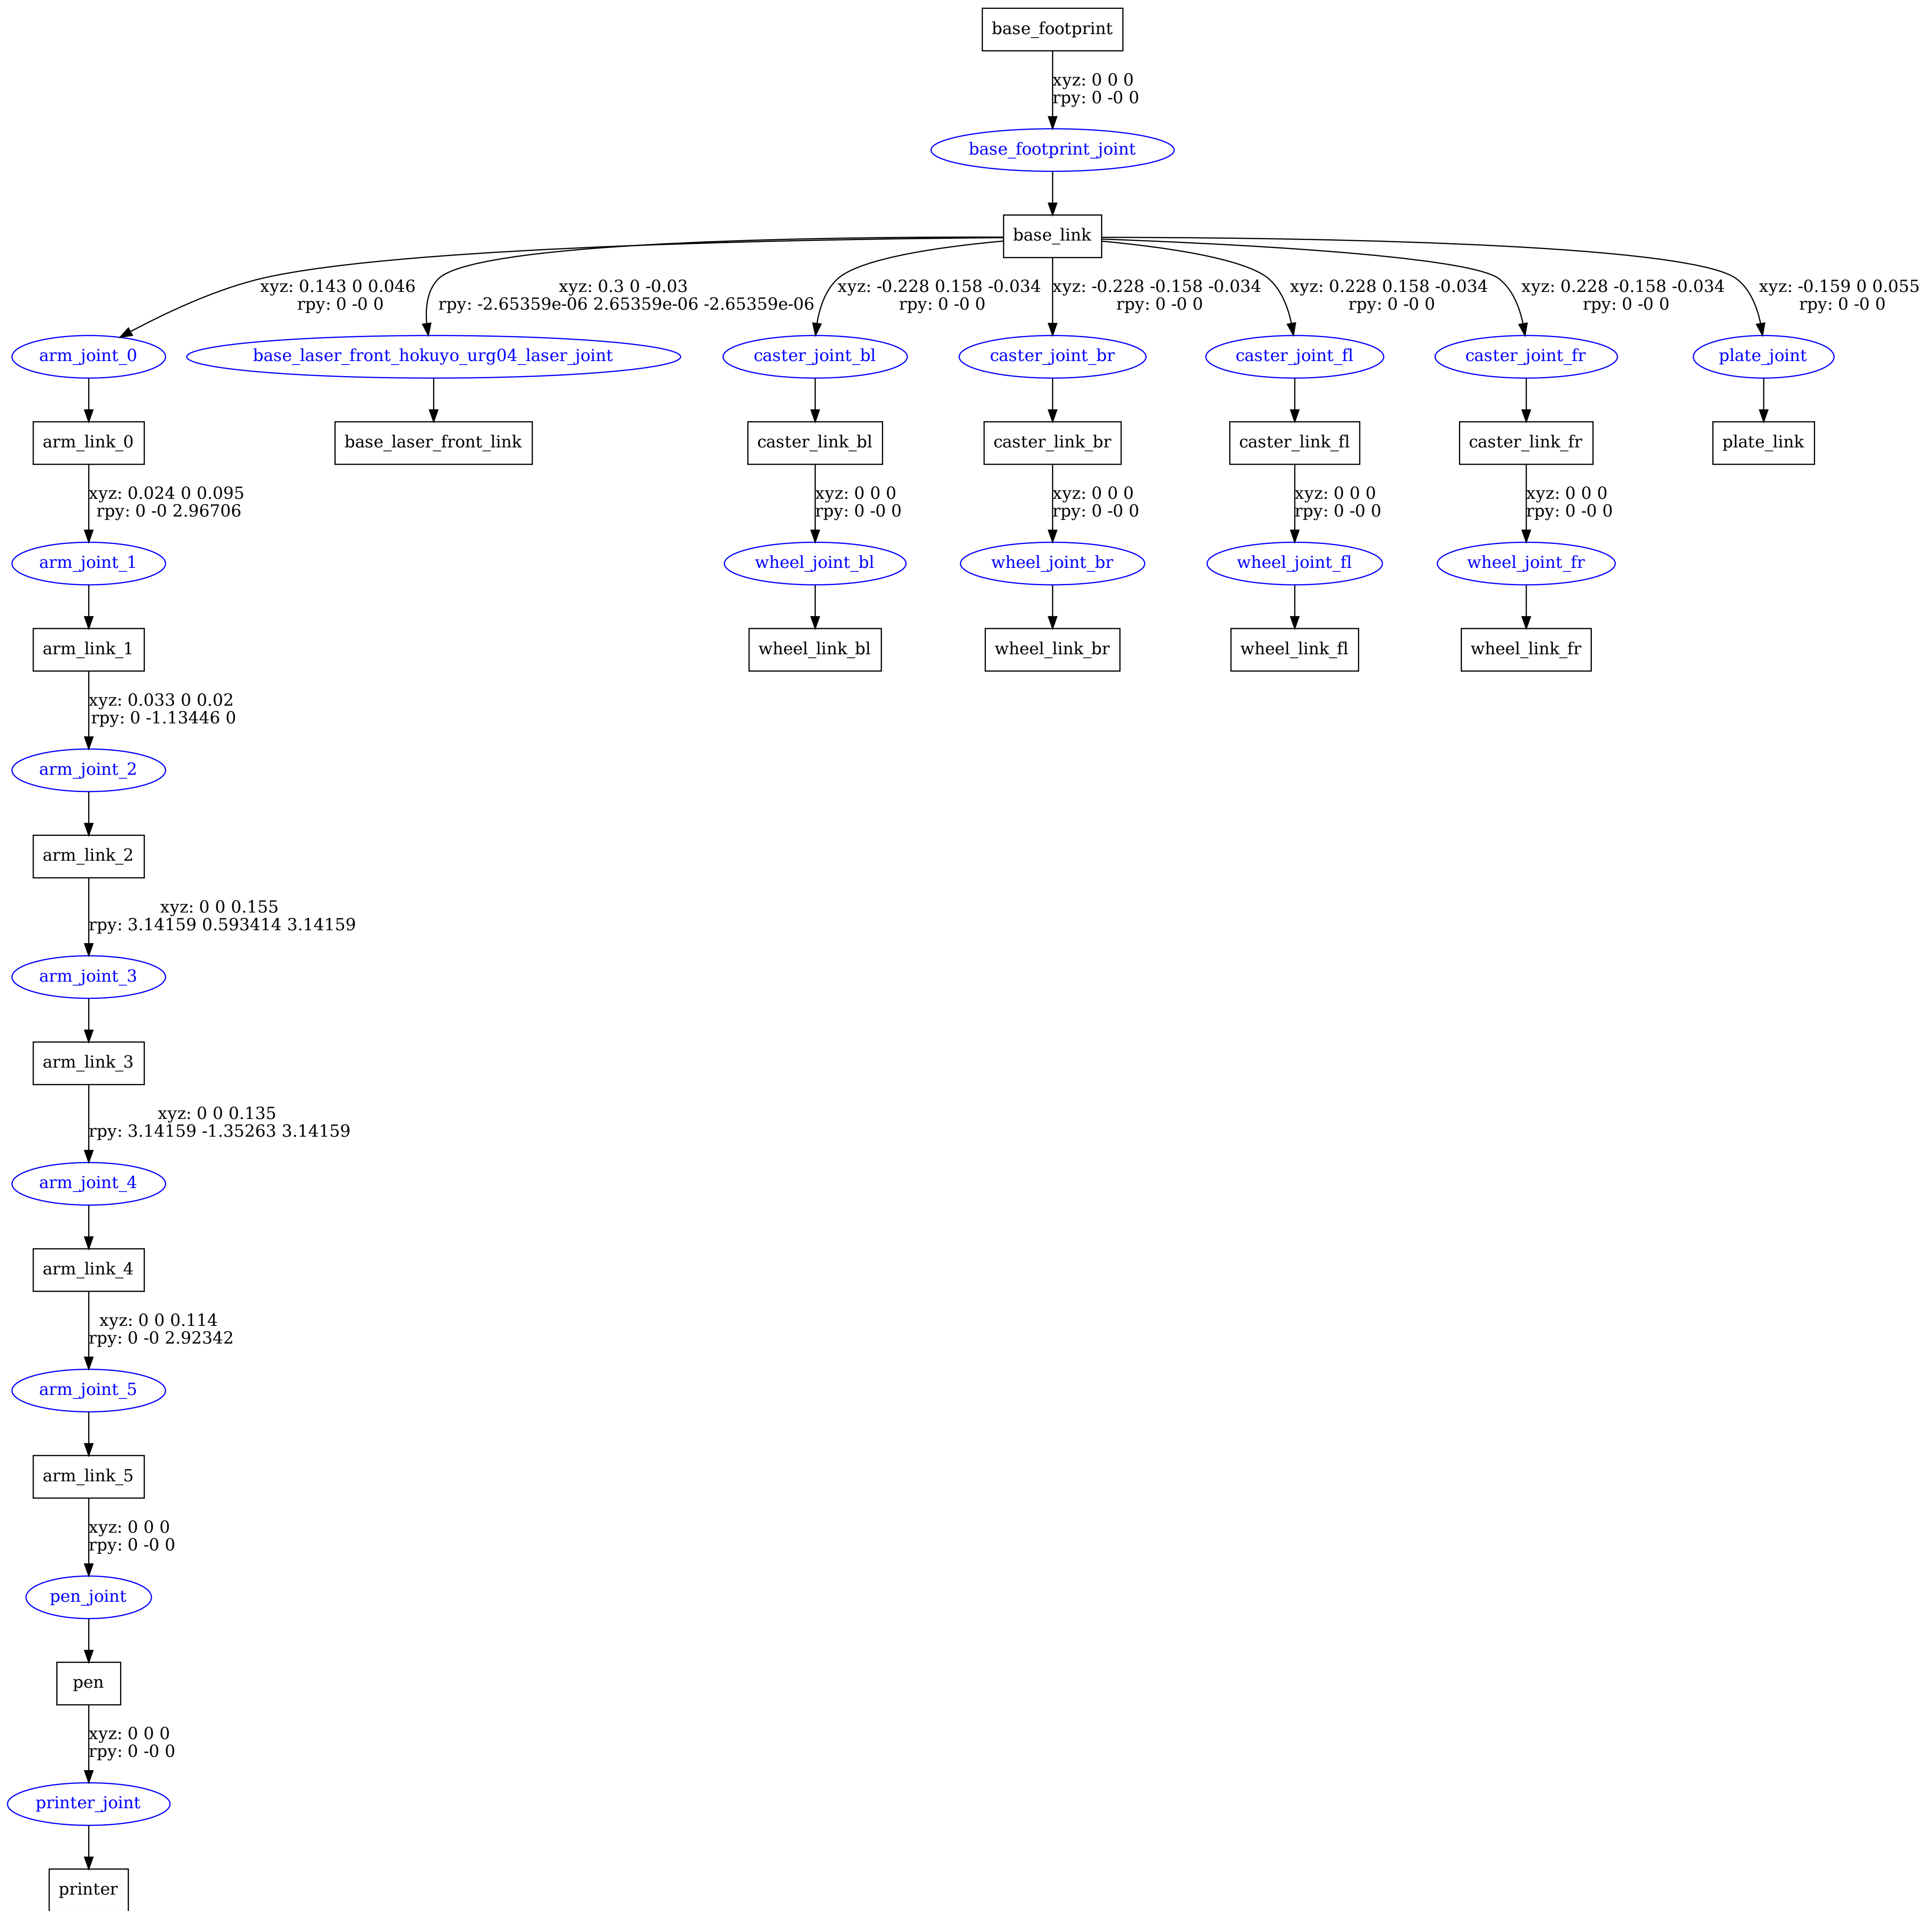 base_footprint
xyz: 0 0 0
rpy: 0 -0 0
base_footprint_joint
base_link
xyz: 0.143 0 0.046
rpy: 0 -0 0
xyz: 0.3 0 -0.03
rpy: -2.65359e-06 2.65359e-06 -2.65359e-06
xyz: -0.228 0.158 -0.034
rpy: 0 -0 0
xyz: -0.228 -0.158 -0.034
rpy: 0 -0 0
xyz: 0.228 0.158 -0.034
rpy: 0 -0 0
xyz: 0.228 -0.158 -0.034
rpy: 0 -0 0
xyz: -0.159 0 0.055
rpy: 0 -0 0
arm_joint_0
base_laser_front_hokuyo_urg04_laser_joint
caster_joint_bl
caster_joint_br
caster_joint_fl
caster_joint_fr
plate_joint
arm_link_0
base_laser_front_link
caster_link_bl
caster_link_br
caster_link_fl
caster_link_fr
plate_link
xyz: 0.024 0 0.095
rpy: 0 -0 2.96706
xyz: 0 0 0
rpy: 0 -0 0
xyz: 0 0 0
rpy: 0 -0 0
xyz: 0 0 0
rpy: 0 -0 0
xyz: 0 0 0
rpy: 0 -0 0
arm_joint_1
wheel_joint_bl
wheel_joint_br
wheel_joint_fl
wheel_joint_fr
arm_link_1
wheel_link_bl
wheel_link_br
wheel_link_fl
wheel_link_fr
xyz: 0.033 0 0.02
rpy: 0 -1.13446 0
arm_joint_2
arm_link_2
xyz: 0 0 0.155
rpy: 3.14159 0.593414 3.14159
arm_joint_3
arm_link_3
xyz: 0 0 0.135
rpy: 3.14159 -1.35263 3.14159
arm_joint_4
arm_link_4
xyz: 0 0 0.114
rpy: 0 -0 2.92342
arm_joint_5
arm_link_5
xyz: 0 0 0
rpy: 0 -0 0
pen_joint
pen
xyz: 0 0 0
rpy: 0 -0 0
printer_joint
printer